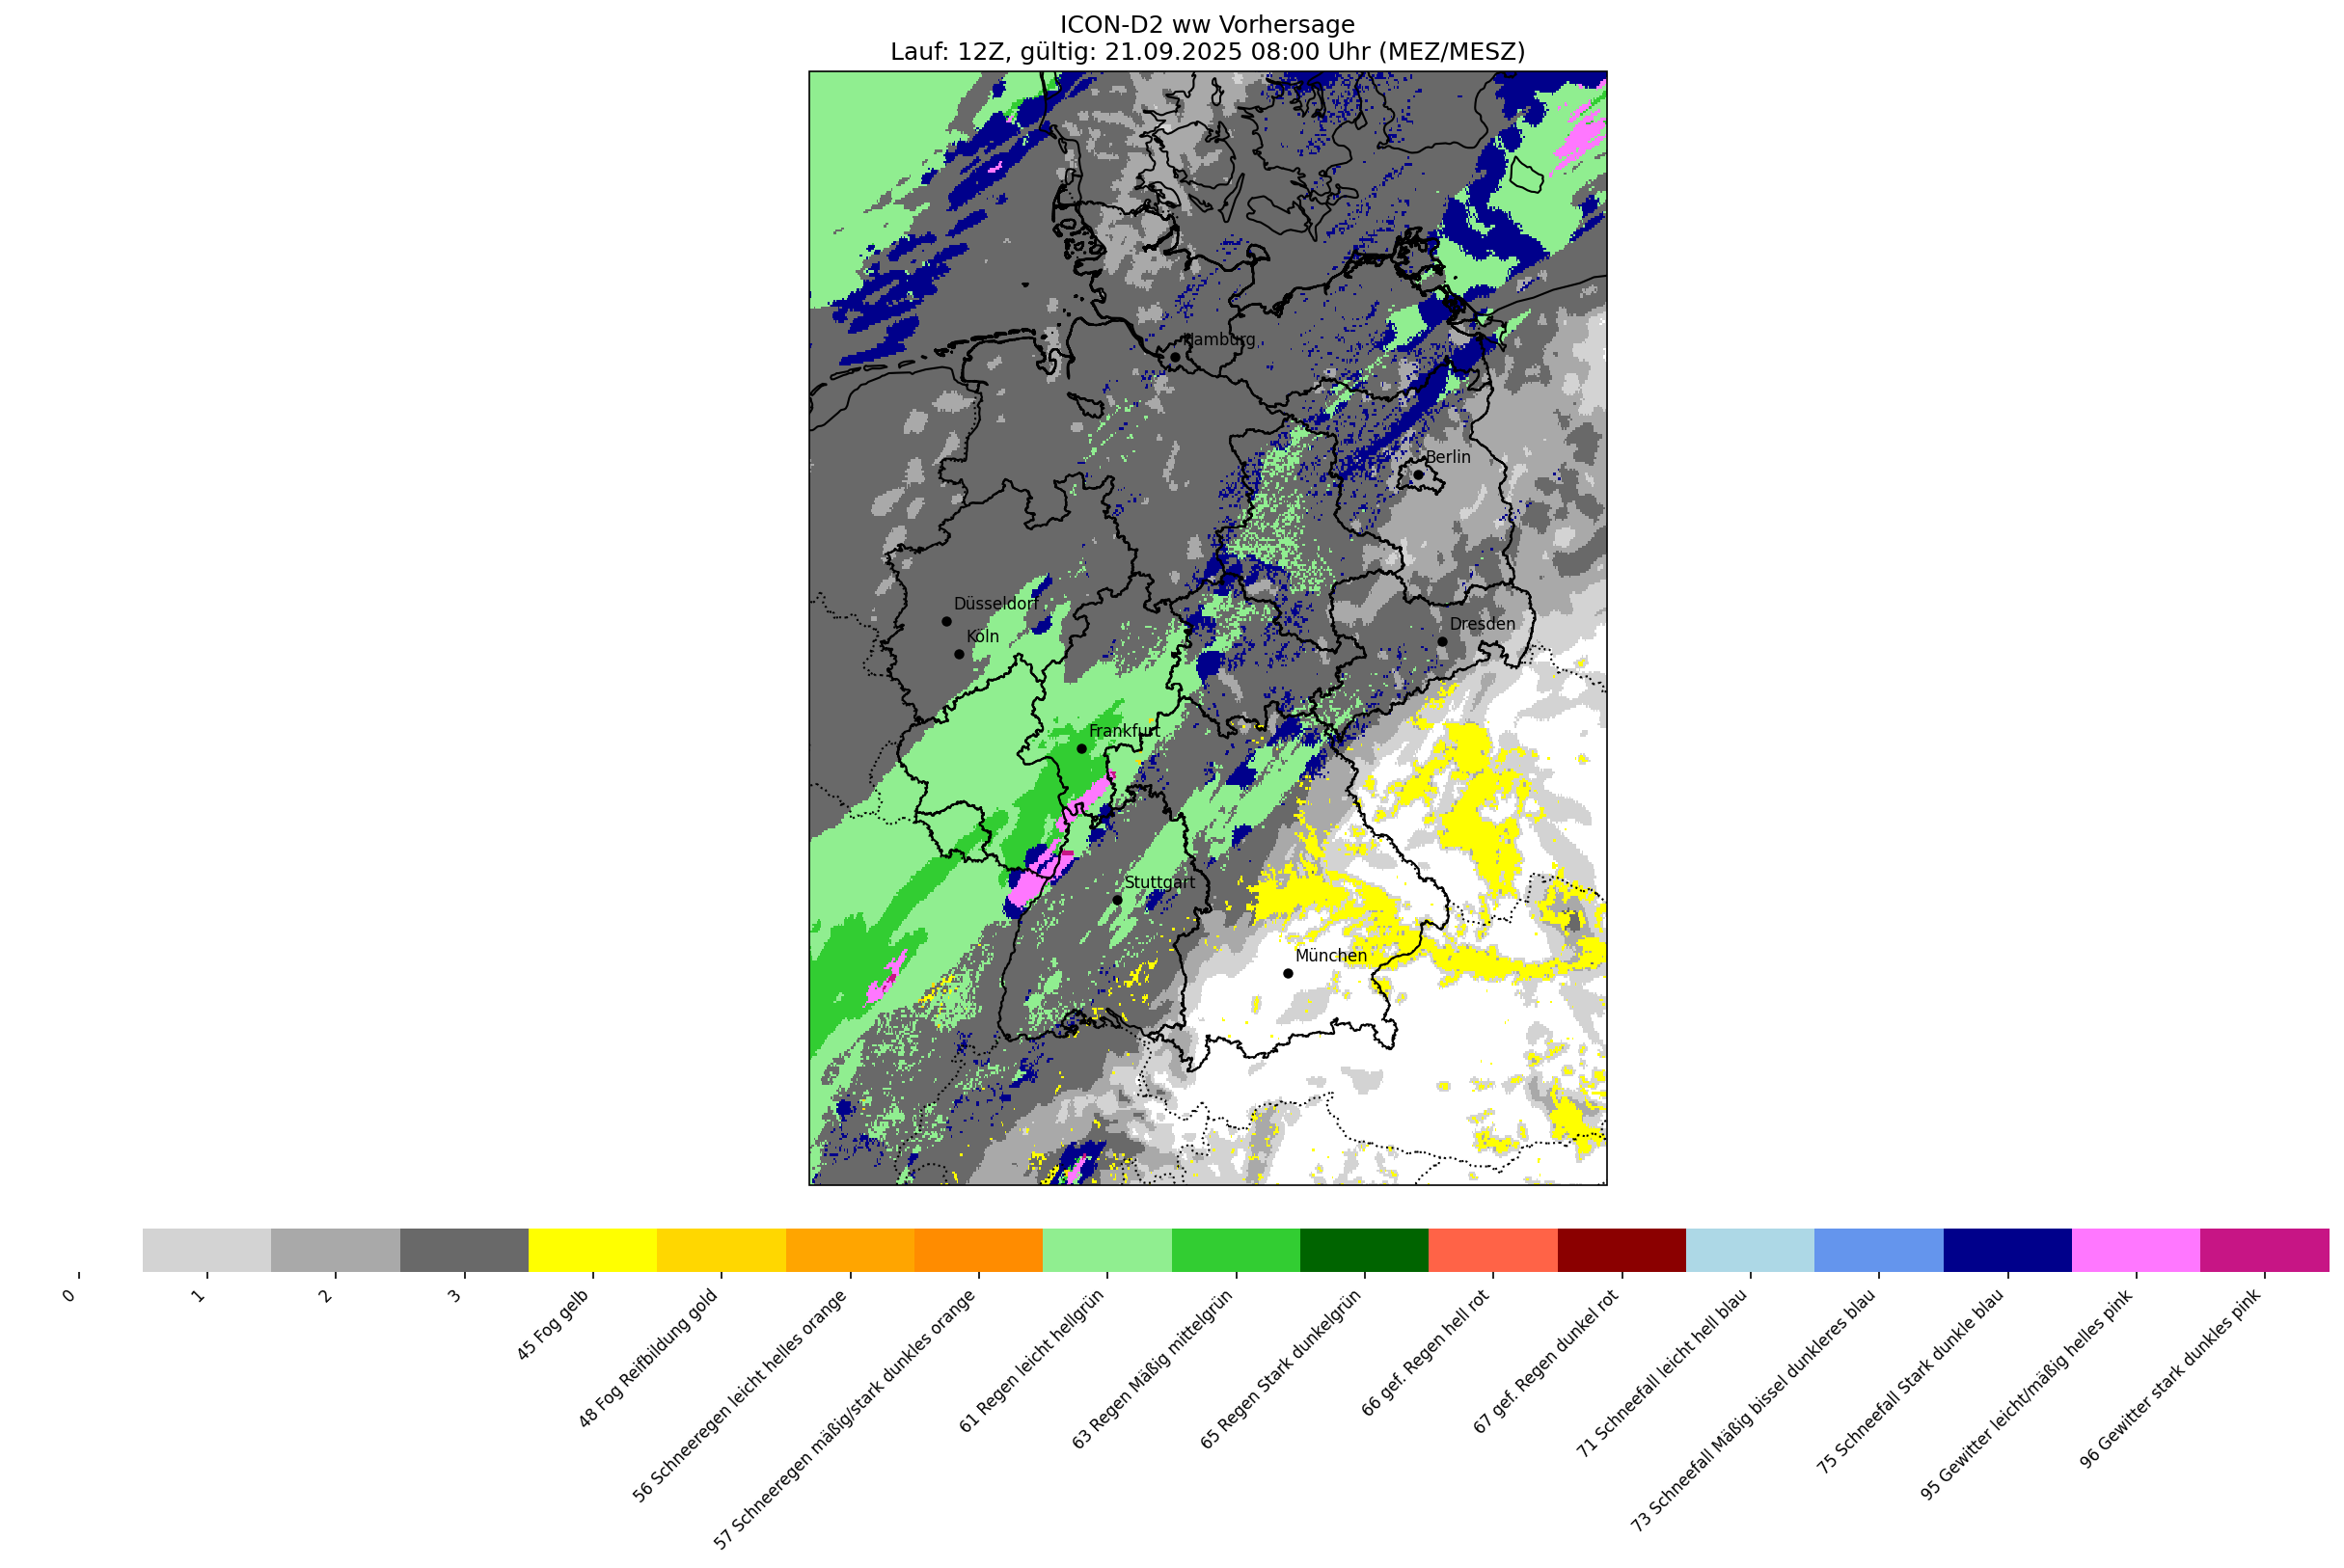 ICON-D2 ww Vorhersage
Lauf: 12Z, gültig: 21.09.2025 08:00 Uhr (MEZ/MESZ)
Hamburg
Berlin
Düsseldorf
Köln
Dresden
Frankfurt
Stuttgart
München
0
1
2
3
45 Fog gelb
48 Fog Reifbildung gold
56 Schneeregen leicht helles orange
57 Schneeregen mäßig/stark dunkles orange
61 Regen leicht hellgrün
63 Regen Mäßig mittelgrün
65 Regen Stark dunkelgrün
66 gef. Regen hell rot
67 gef. Regen dunkel rot
71 Schneefall leicht hell blau
73 Schneefall Mäßig bissel dunkleres blau
75 Schneefall Stark dunkle blau
95 Gewitter leicht/mäßig helles pink
96 Gewitter stark dunkles pink